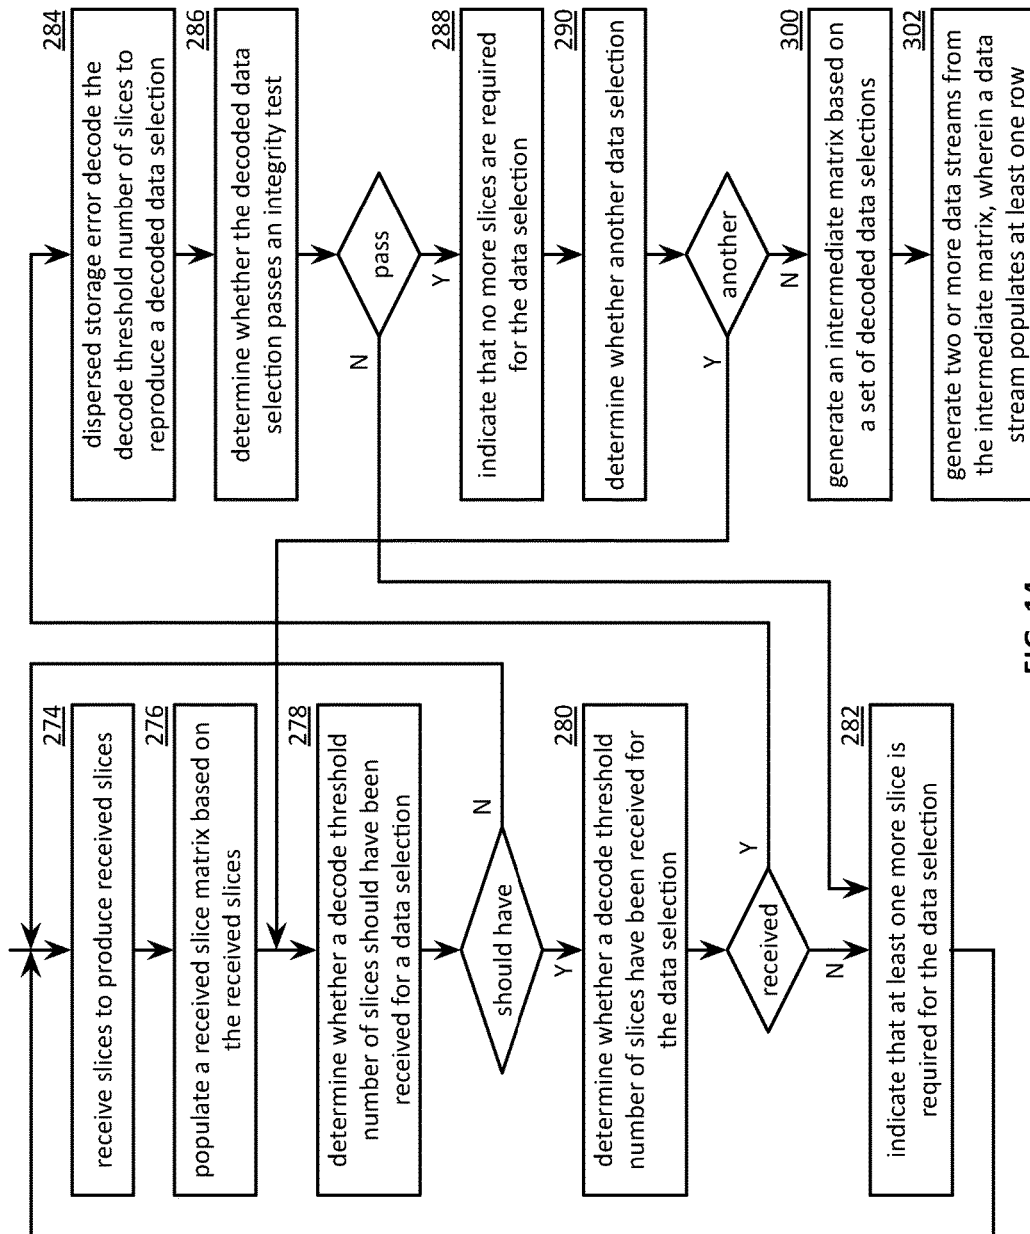 274
receive slices to produce received slices
276
populate a received slice matrix based on
the received slices
278
determine whether a decode threshold
number of slices should have been
received for a data selection
should have
N
Y
280
determine whether a decode threshold
number of slices have been received for
the data selection
received
Y
N
282
indicate that at least one more slice is
required for the data selection
284
dispersed storage error decode the
decode threshold number of slices to
reproduce a decoded data selection
286
determine whether the decoded data
selection passes an integrity test
pass
N
Y
288
indicate that no more slices are required
for the data selection
290
determine whether another data selection
another
Y
N
300
generate an intermediate matrix based on
a set of decoded data selections
302
generate two or more data streams from
the intermediate matrix, wherein a data
stream populates at least one row